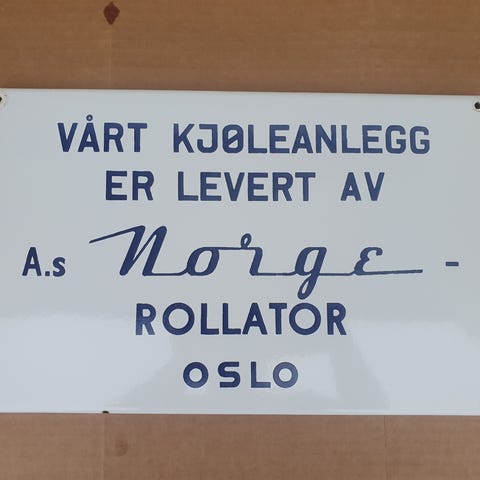 VÅRT KJØLEANLEGG
ER LEVERT AV
A.s Norge -
ROLLATOR
OSLO